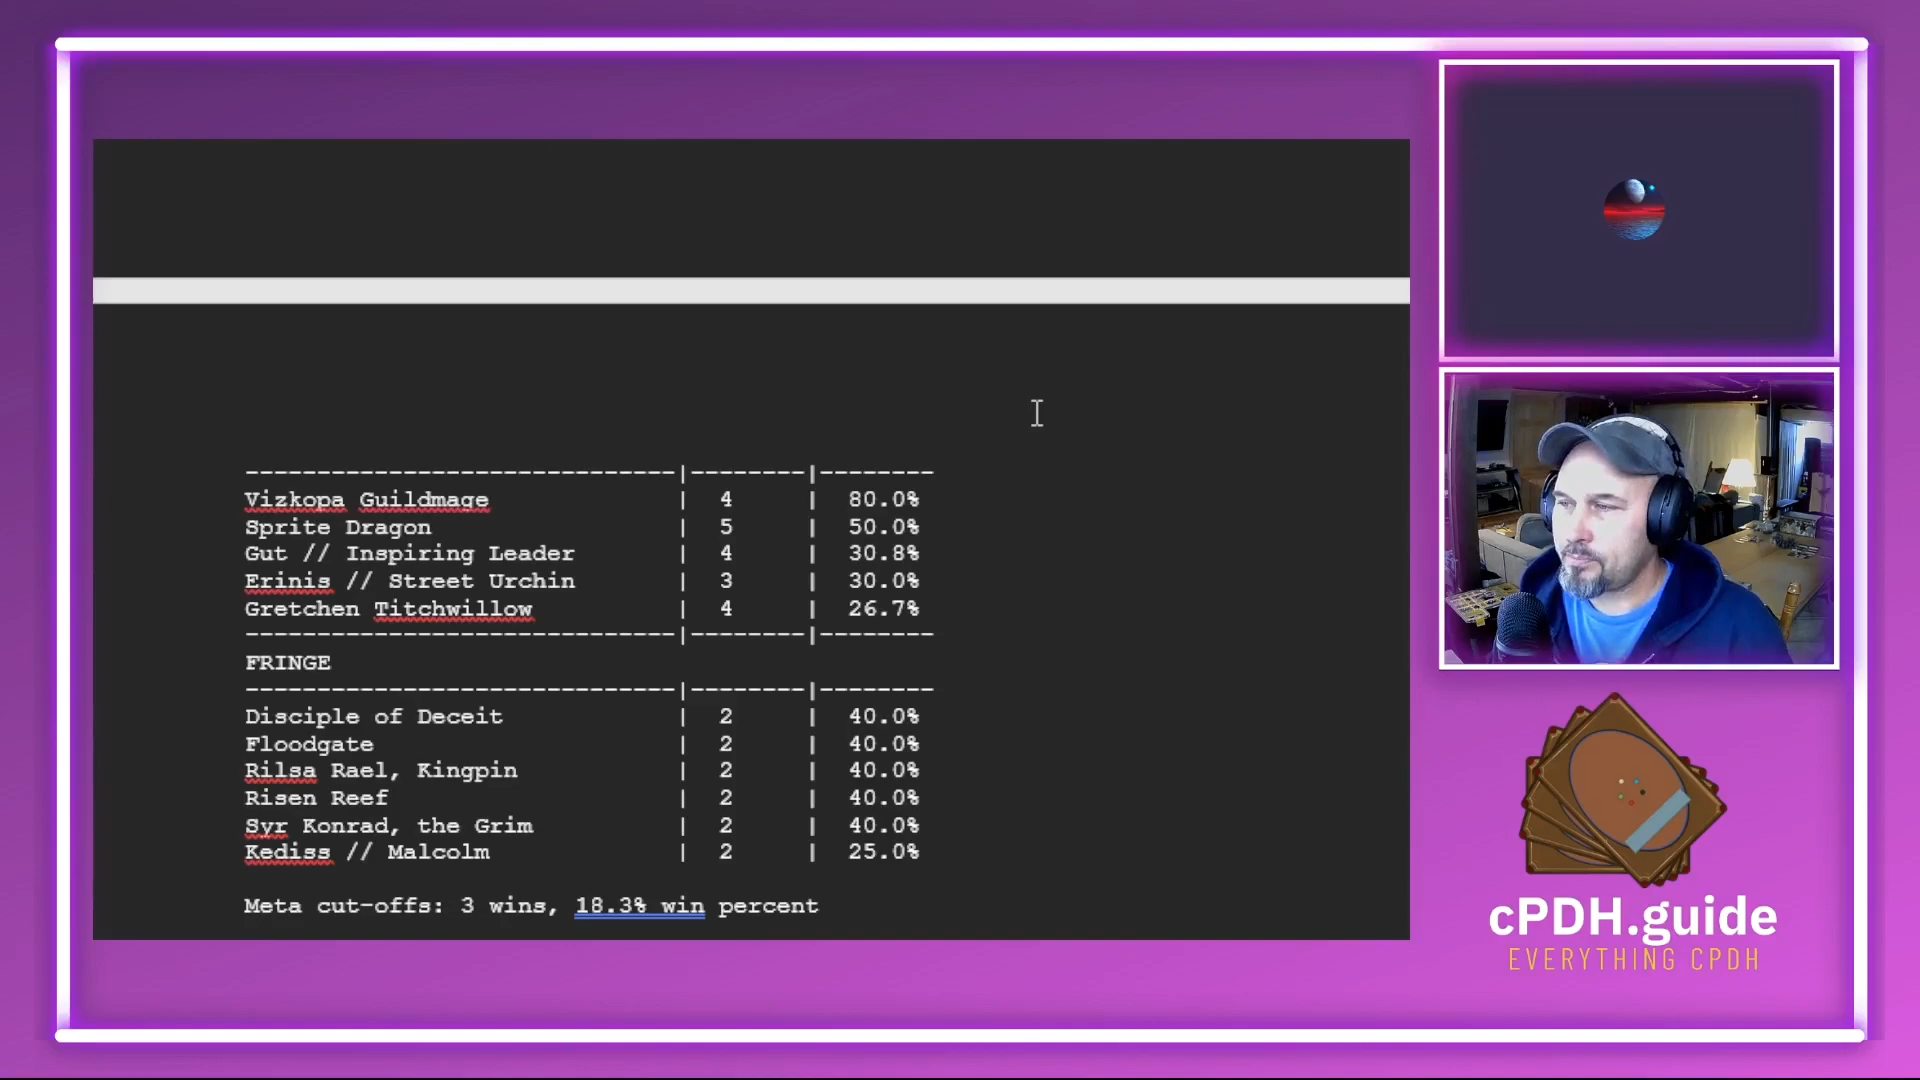 ------------------------------|--------|--------
Vizkopa Guildmage | 4 | 80.0%
Sprite Dragon | 5 | 50.0%
Gut // Inspiring Leader | 4 | 30.8%
Erinis // Street Urchin | 3 | 30.0%
Gretchen Titchwillow | 4 | 26.7%
------------------------------|--------|--------
FRINGE
------------------------------|--------|--------
Disciple of Deceit | 2 | 40.0%
Floodgate | 2 | 40.0%
Rilsa Rael, Kingpin | 2 | 40.0%
Risen Reef | 2 | 40.0%
Syr Konrad, the Grim | 2 | 40.0%
Kediss // Malcolm | 2 | 25.0%
Meta cut-offs: 3 wins, 18.3% win percent
cPDH.guide
EVERYTHING CPDH